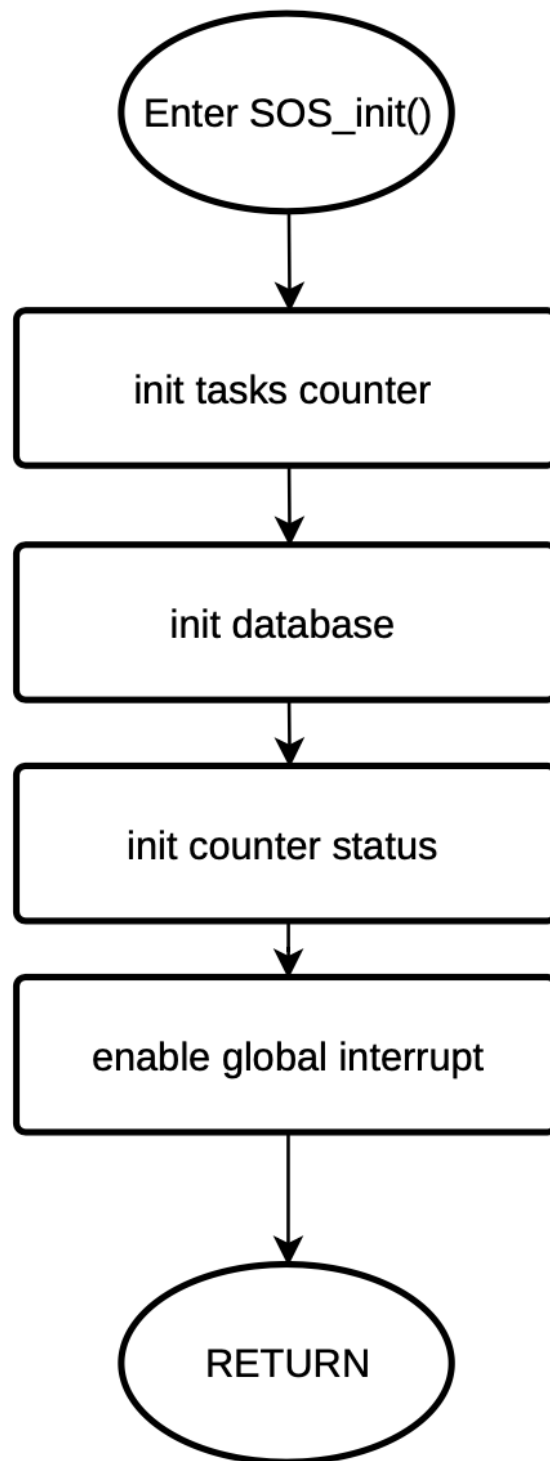 Enter SOS_init()
init tasks counter
init database
init counter status
enable global interrupt
RETURN